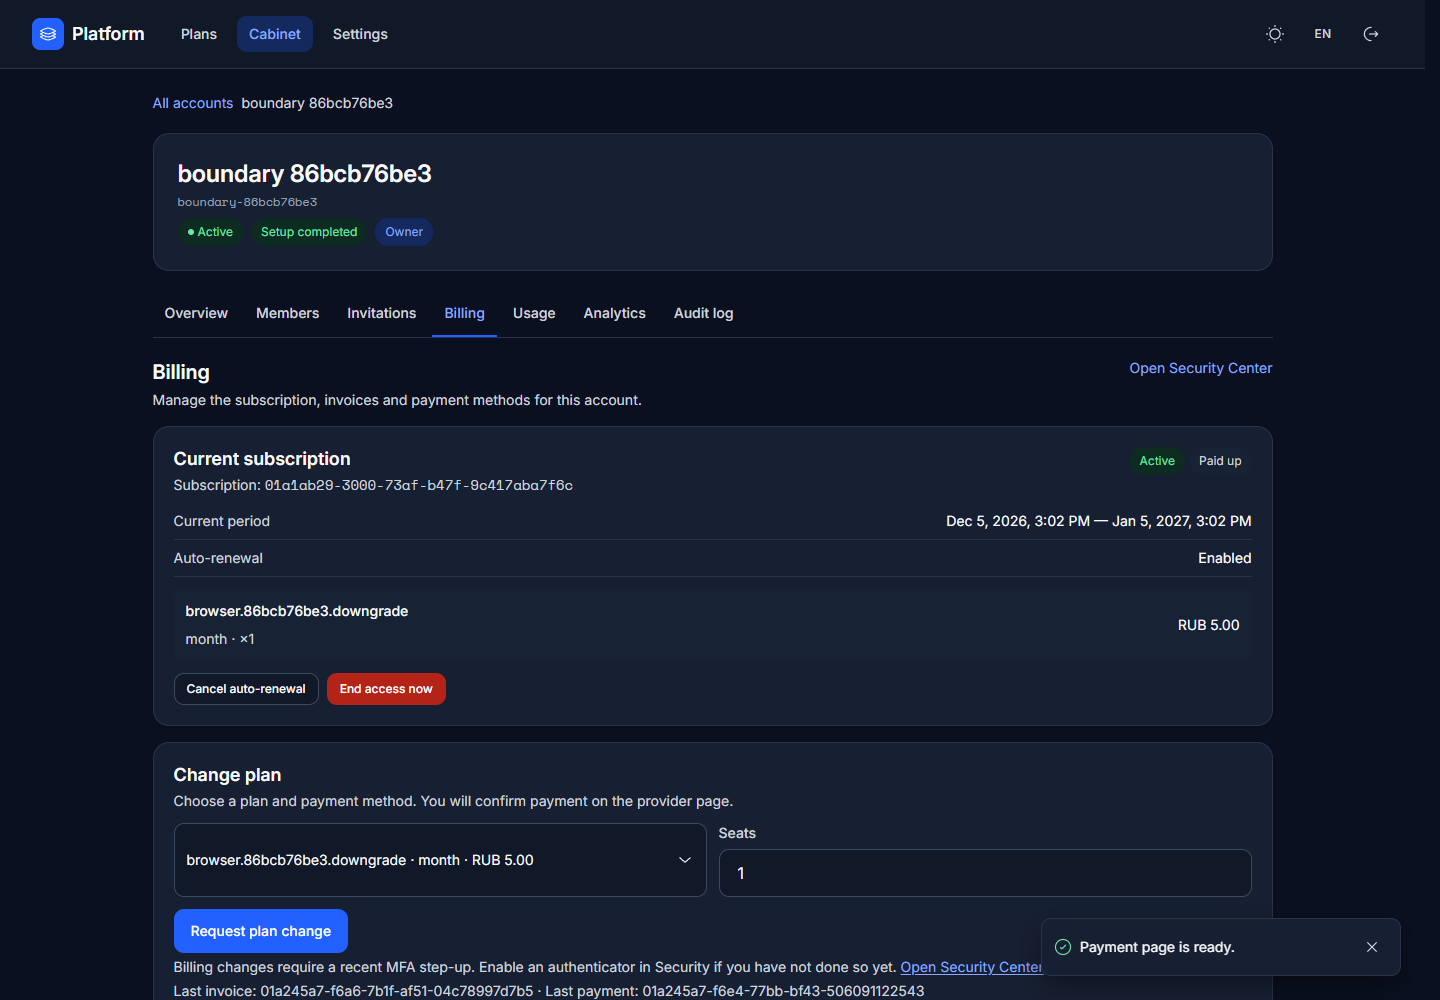 Platform
Plans
Cabinet
Settings
EN
All accounts boundary 86bcb76be3
boundary 86bcb76be3
boundary-86bcb76be3
Active
Setup completed
Owner
Overview
Members
Invitations
Billing
Usage
Analytics
Audit log
Billing
Open Security Center
Manage the subscription, invoices and payment methods for this account.
Current subscription
Active
Paid up
Subscription: 01a1ab29-3000-73af-b47f-9c417aba7f6c
Current period
Dec 5, 2026, 3:02 PM — Jan 5, 2027, 3:02 PM
Auto-renewal
Enabled
browser.86bcb76be3.downgrade
month · ×1
RUB 5.00
Cancel auto-renewal
End access now
Change plan
Choose a plan and payment method. You will confirm payment on the provider page.
browser.86bcb76be3.downgrade · month · RUB 5.00
Seats
1
Request plan change
Payment page is ready.
Billing changes require a recent MFA step-up. Enable an authenticator in Security if you have not done so yet. Open Security Center
Last invoice: 01a245a7-f6a6-7b1f-af51-04c78997d7b5 · Last payment: 01a245a7-f6e4-77bb-bf43-506091122543